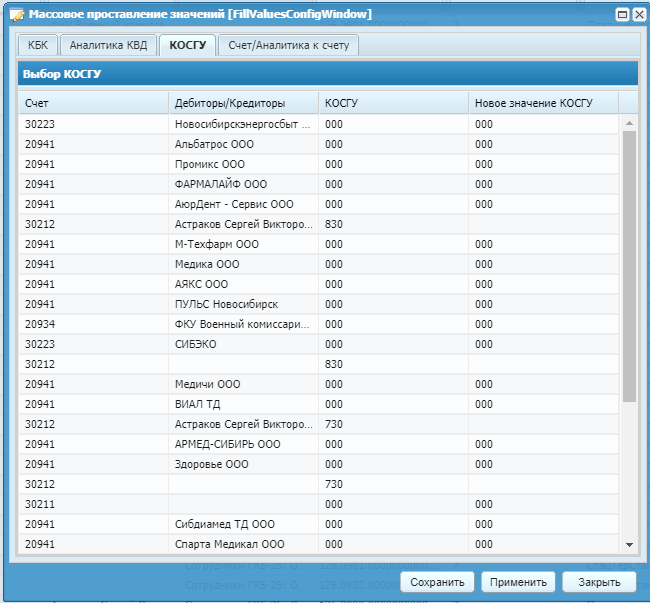 Массовое проставление значений [FillValuesConfigWindow]
КБК Аналитика КВД КОСГУ Счет/Аналитика к счету
Выбор КОСГУ
Счет Дебиторы/Кредиторы КОСГУ Новое значение КОСГУ
30223 Новосибирскэнергосбыт ... 000 000
20941 Альбатрос ООО 000 000
20941 Промикс ООО 000 000
20941 ФАРМАЛАЙФ ООО 000 000
20941 АюрДент - Сервис ООО 000 000
30212 Астраков Сергей Викторо... 830
20941 М-Техфарм ООО 000 000
20941 Медика ООО 000 000
20941 АЯКС ООО 000 000
20941 ПУЛЬС Новосибирск 000 000
20934 ФКУ Военный комиссари... 000 000
30223 СИБЭКО 000 000
30212 830
20941 Медичи ООО 000 000
20941 ВИАЛ ТД 000 000
30212 Астраков Сергей Викторо... 730
20941 АРМЕД-СИБИРЬ ООО 000 000
20941 Здоровье ООО 000 000
30212 730
30211 000 000
20941 Сибдиамед ТД ООО 000 000
20941 Спарта Медикал ООО 000 000
Сохранить Применить Закрыть